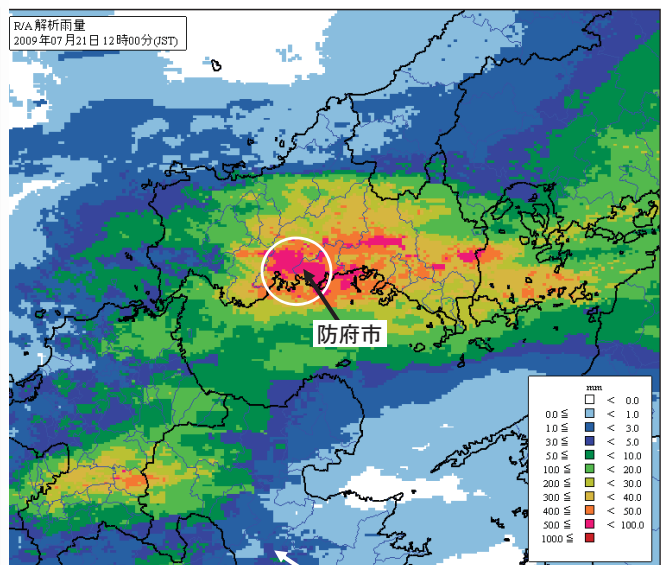 R/A 解析雨量
2009年07月21日 12時00分(JST)
防府市
mm
< 0.0
0.0 ≦ < 1.0
1.0 ≦ < 3.0
3.0 ≦ < 5.0
5.0 ≦ < 10.0
10.0 ≦ < 20.0
20.0 ≦ < 30.0
30.0 ≦ < 40.0
40.0 ≦ < 50.0
50.0 ≦ < 100.0
100.0 ≦